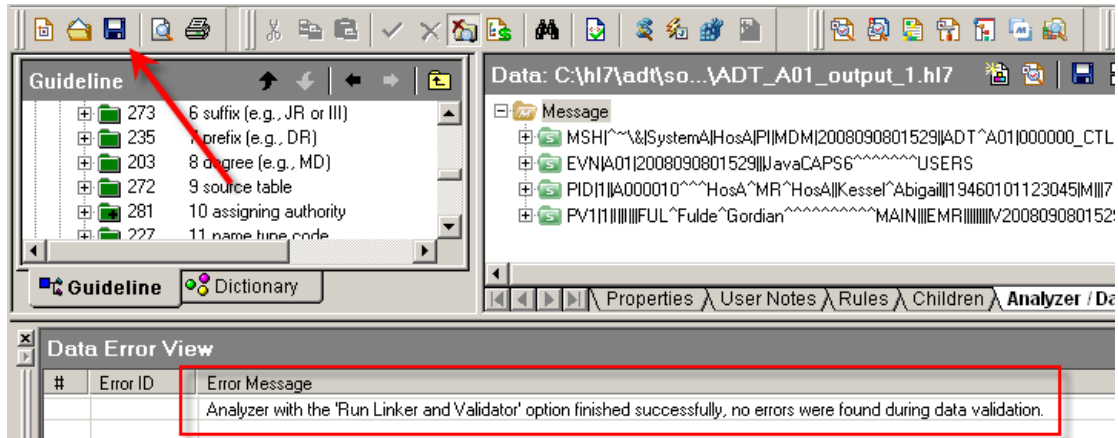 Guideline
273 6 suffix (e.g., JR or III)
235 7 prefix (e.g., DR)
203 8 degree (e.g., MD)
272 9 source table
281 10 assigning authority
227 11 name type code
Guideline Dictionary
Data: C:\hl7\adt\so...\ADT_A01_output_1.hl7
Message
MSH|^~\&|SystemA|HosA|PI|MDM|2008090801529||ADT^A01|000000_CTL
EVN|A01|2008090801529|||JavaCAPS6^^^^^^^USERS
PID|1||A000010^^^HosA^MR^HosA||Kessel^Abigail||19460101123045|M|||7
PV1|1||||||FUL^Fulde^Gordian^^^^^^^^^^MAIN|||EMR||||||||V2008090801529
Properties User Notes Rules Children Analyzer / Da
Data Error View
# Error ID Error Message
Analyzer with the 'Run Linker and Validator' option finished successfully, no errors were found during data validation.